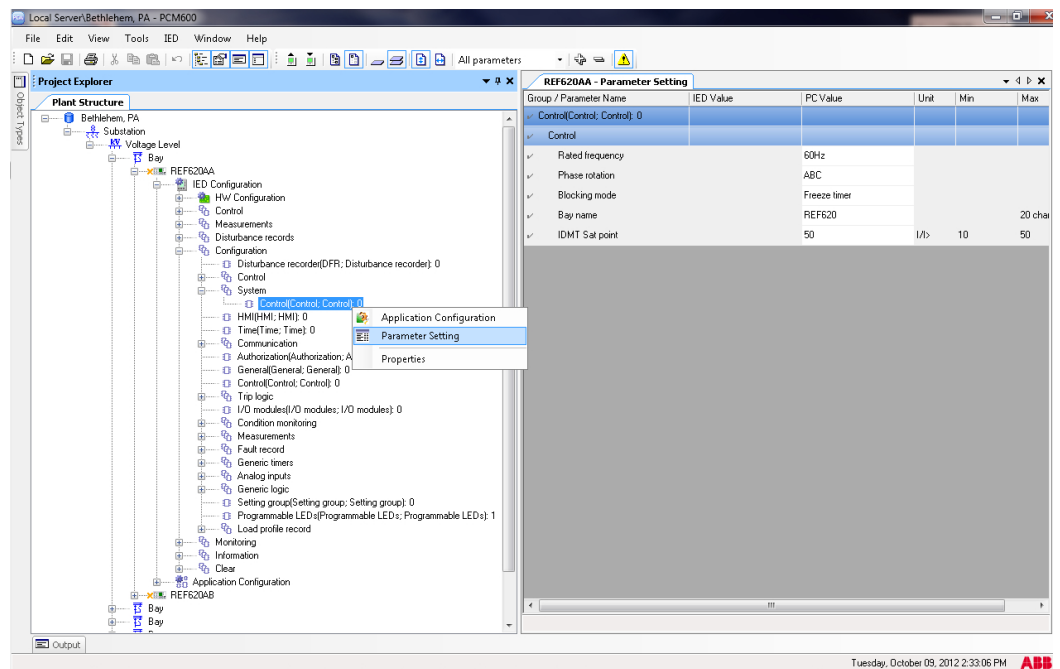 Local Server\Bethlehem, PA - PCM600
File Edit View Tools IED Window Help
All parameters
Object Types
Project Explorer
Plant Structure
Bethlehem, PA
Substation
Voltage Level
Bay
REF620AA
IED Configuration
HW Configuration
Control
Measurements
Disturbance records
Configuration
Disturbance recorder(DFR; Disturbance recorder): 0
Control
System
Control(Control; Control): 0
HMI(HMI; HMI): 0
Time(Time; Time): 0
Communication
Authorization(Authorization; A
General(General; General): 0
Control(Control; Control): 0
Trip logic
I/O modules(I/O modules; I/O modules): 0
Condition monitoring
Measurements
Fault record
Generic timers
Analog inputs
Generic logic
Setting group(Setting group; Setting group): 0
Programmable LEDs(Programmable LEDs; Programmable LEDs): 1
Load profile record
Monitoring
Information
Clear
Application Configuration
REF620AB
Bay
Bay
Application Configuration
Parameter Setting
Properties
REF620AA - Parameter Setting
Group / Parameter Name IED Value PC Value Unit Min Max
Control(Control; Control): 0
Control
Rated frequency 60Hz
Phase rotation ABC
Blocking mode Freeze timer
Bay name REF620 20 char
IDMT Sat point 50 I/I> 10 50
Output
Tuesday, October 09, 2012 2:33:06 PM ABB